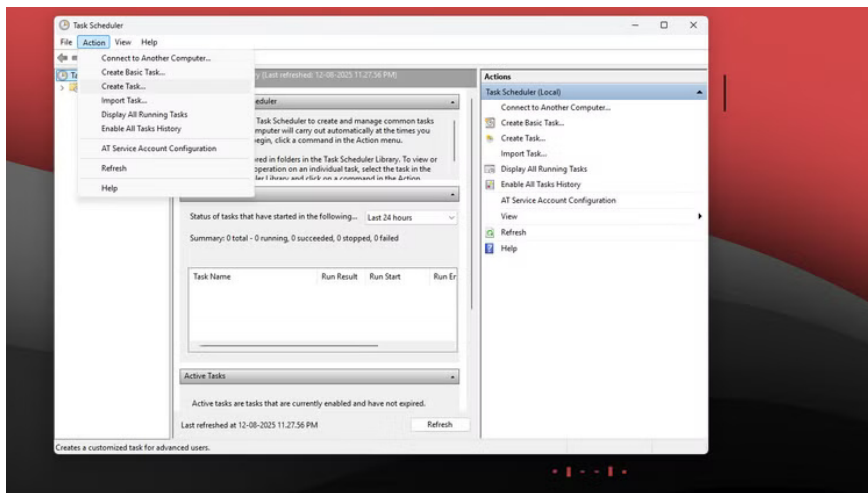 Task Scheduler
File Action View Help
Connect to Another Computer...
Create Basic Task...
Create Task...
Import Task...
Display All Running Tasks
Enable All Tasks History
AT Service Account Configuration
Refresh
Help
(Last refreshed: 12-08-2025 11.27.56 PM)
Task Scheduler to create and manage common tasks
computer will carry out automatically at the times you
begin, click a command in the Action menu.
in folders in the Task Scheduler Library. To view or
operation on an individual task, select the task in the
Library and click on a command in the Action
Status of tasks that have started in the following... Last 24 hours
Summary: 0 total - 0 running, 0 succeeded, 0 stopped, 0 failed
Task Name Run Result Run Start Run Er
Active Tasks
Active tasks are tasks that are currently enabled and have not expired.
Last refreshed at 12-08-2025 11.27.56 PM Refresh
Actions
Task Scheduler (Local)
Connect to Another Computer...
Create Basic Task...
Create Task...
Import Task...
Display All Running Tasks
Enable All Tasks History
AT Service Account Configuration
View
Refresh
Help
Creates a customized task for advanced users.